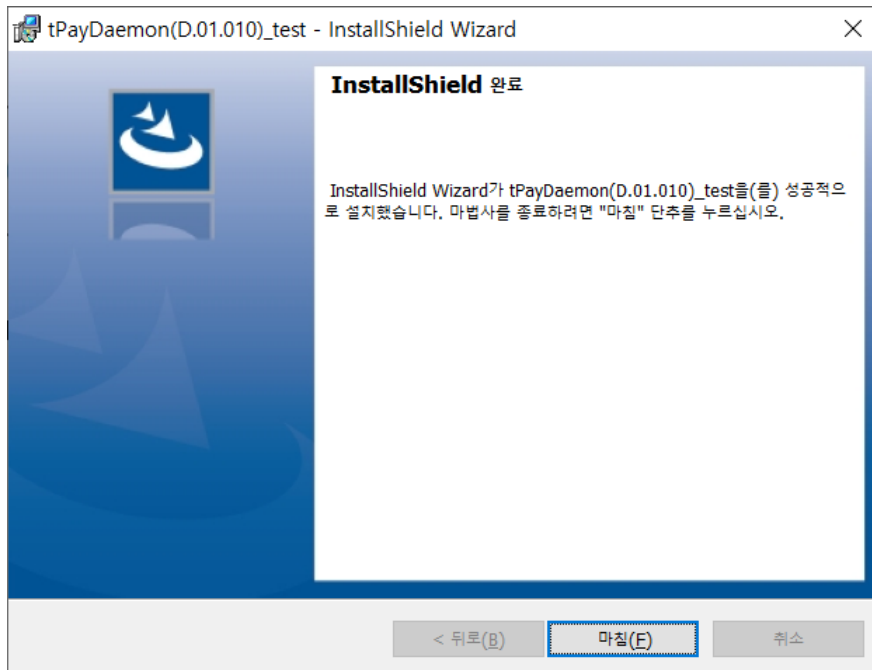 tPayDaemon(D.01.010)_test - InstallShield Wizard
InstallShield 완료
InstallShield Wizard가 tPayDaemon(D.01.010)_test을(를) 성공적으
로 설치했습니다. 마법사를 종료하려면 "마침" 단추를 누르십시오.
< 뒤로(B) 마침(F) 취소